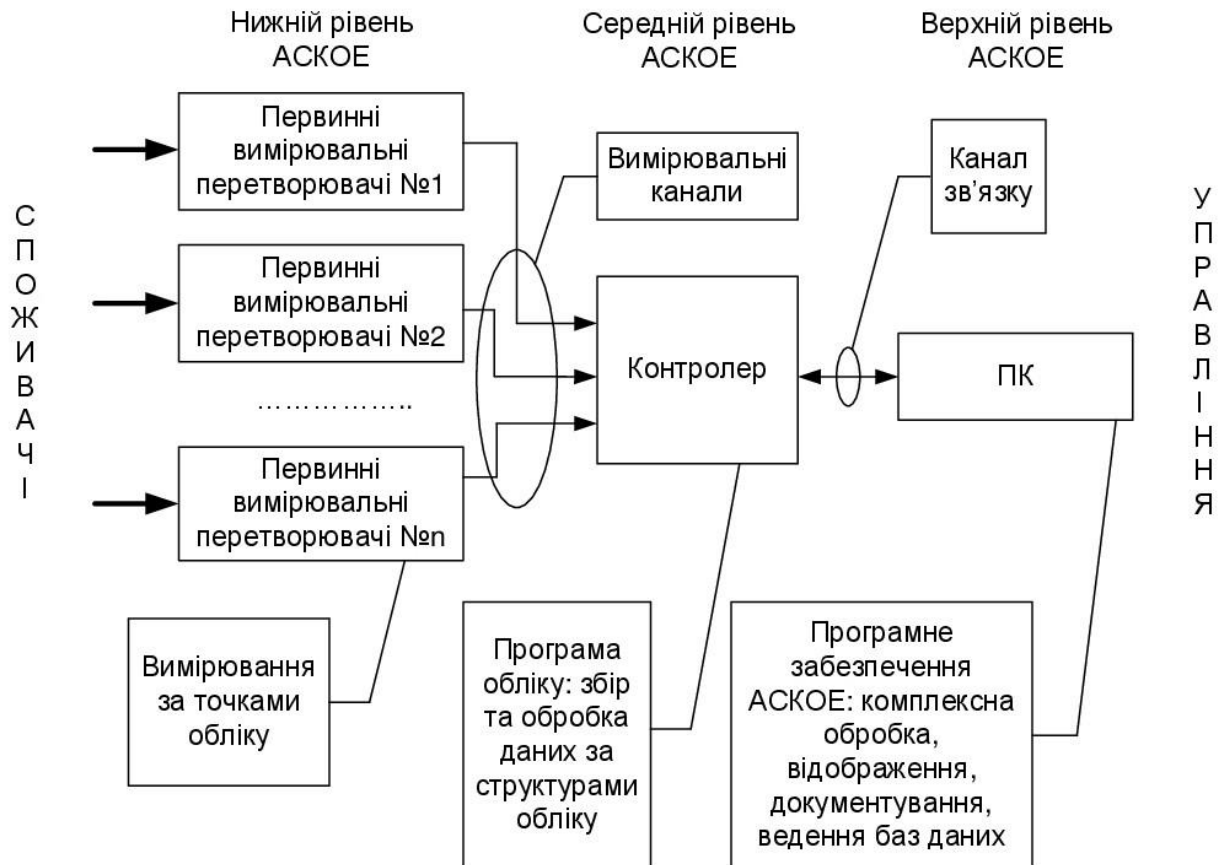 Нижній рівень
АСКОЕ
Середній рівень
АСКОЕ
Верхній рівень
АСКОЕ
СПОЖИВАЧІ
Первинні
вимірювальні
перетворювачі №1
Первинні
вимірювальні
перетворювачі №2
……………..
Первинні
вимірювальні
перетворювачі №n
Вимірювальні
канали
Канал
зв’язку
Контролер
ПК
УПРАВЛІННЯ
Вимірювання
за точками
обліку
Програма
обліку: збір
та обробка
даних за
структурами
обліку
Програмне
забезпечення
АСКОЕ: комплексна
обробка,
відображення,
документування,
ведення баз даних